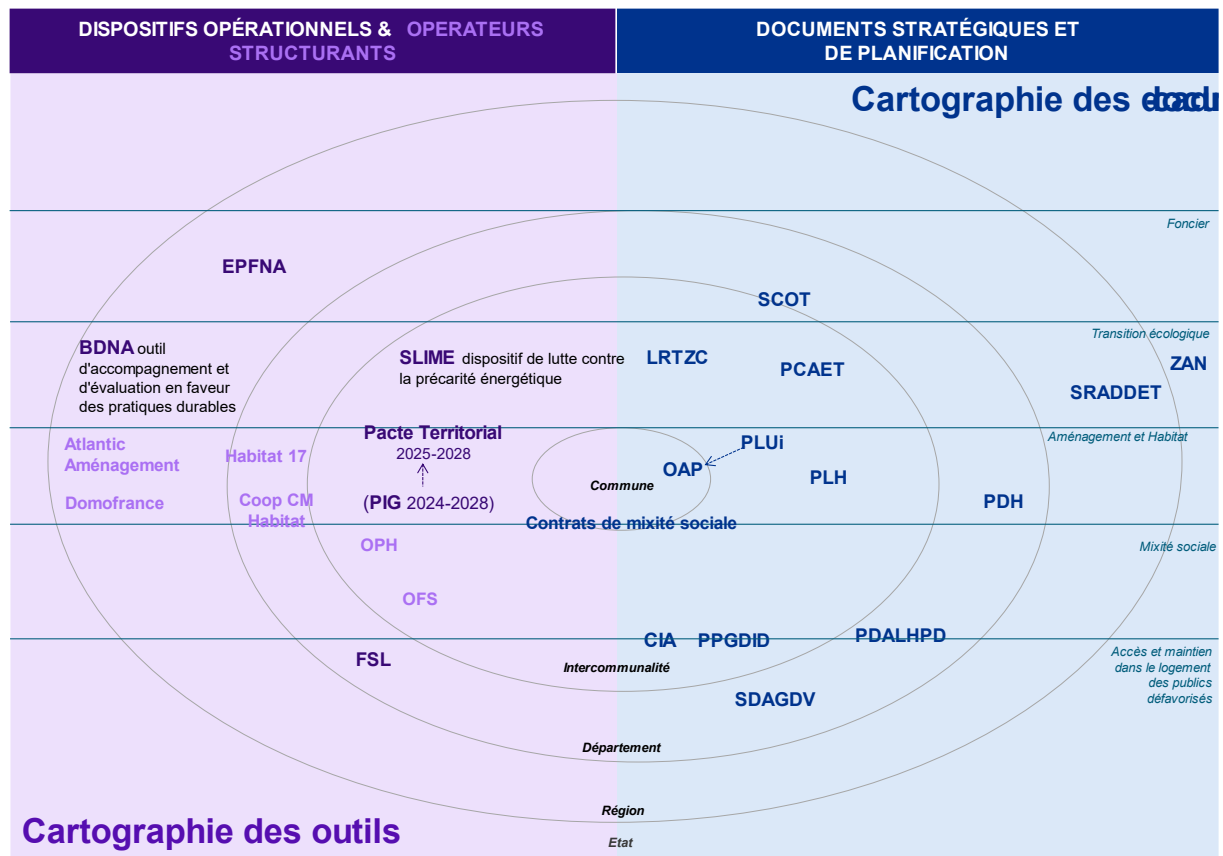 DISPOSITIFS OPÉRATIONNELS & OPERATEURS
STRUCTURANTS
DOCUMENTS STRATÉGIQUES ET
DE PLANIFICATION
Cartographie des
Foncier
EPFNA
SCOT
Transition écologique
BDNA outil
d'accompagnement et
d'évaluation en faveur
des pratiques durables
SLIME dispositif de lutte contre
la précarité énergétique
LRTZC
PCAET
ZAN
SRADDET
Aménagement et Habitat
Atlantic
Aménagement
Domofrance
Habitat 17
Coop CM
Habitat
Pacte Territorial
2025-2028
(PIG 2024-2028)
PLUi
OAP
PLH
Commune
PDH
Contrats de mixité sociale
Mixité sociale
OPH
OFS
CIA
PPGDID
PDALHPD
FSL
Intercommunalité
Accès et maintien
dans le logement
des publics
défavorisés
SDAGDV
Département
Région
Cartographie des outils
Etat